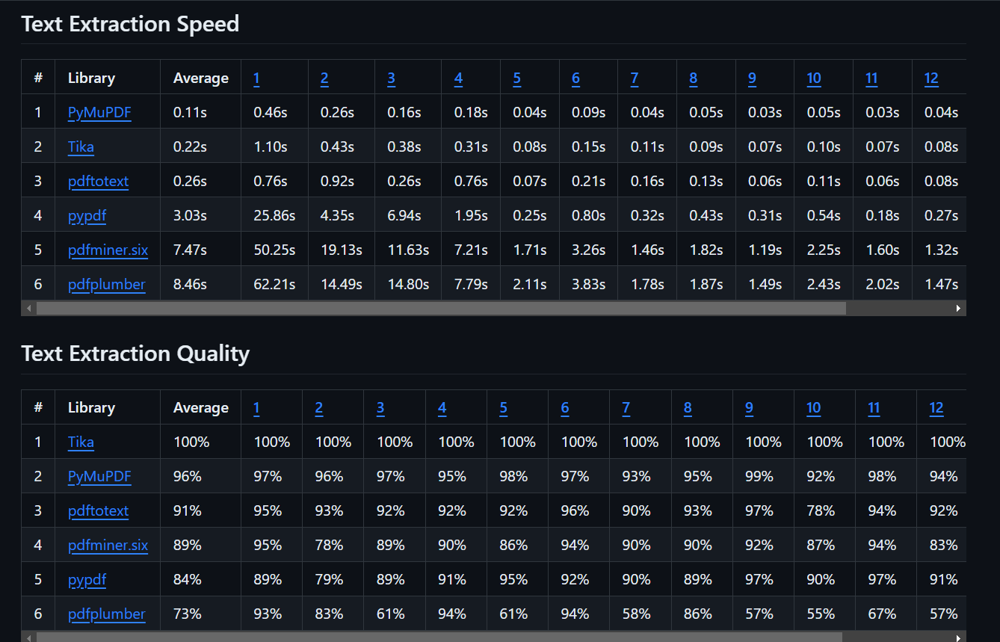 Text Extraction Speed
# Library Average 1 2 3 4 5 6 7 8 9 10 11 12
1 PyMuPDF 0.11s 0.46s 0.26s 0.16s 0.18s 0.04s 0.09s 0.04s 0.05s 0.03s 0.05s 0.03s 0.04s
2 Tika 0.22s 1.10s 0.43s 0.38s 0.31s 0.08s 0.15s 0.11s 0.09s 0.07s 0.10s 0.07s 0.08s
3 pdftotext 0.26s 0.76s 0.92s 0.26s 0.76s 0.07s 0.21s 0.16s 0.13s 0.06s 0.11s 0.06s 0.08s
4 pypdf 3.03s 25.86s 4.35s 6.94s 1.95s 0.25s 0.80s 0.32s 0.43s 0.31s 0.54s 0.18s 0.27s
5 pdfminer.six 7.47s 50.25s 19.13s 11.63s 7.21s 1.71s 3.26s 1.46s 1.82s 1.19s 2.25s 1.60s 1.32s
6 pdfplumber 8.46s 62.21s 14.49s 14.80s 7.79s 2.11s 3.83s 1.78s 1.87s 1.49s 2.43s 2.02s 1.47s
Text Extraction Quality
# Library Average 1 2 3 4 5 6 7 8 9 10 11 12
1 Tika 100% 100% 100% 100% 100% 100% 100% 100% 100% 100% 100% 100% 100%
2 PyMuPDF 96% 97% 96% 97% 95% 98% 97% 93% 95% 99% 92% 98% 94%
3 pdftotext 91% 95% 93% 92% 92% 92% 96% 90% 93% 97% 78% 94% 92%
4 pdfminer.six 89% 95% 78% 89% 90% 86% 94% 90% 90% 92% 87% 94% 83%
5 pypdf 84% 89% 79% 89% 91% 95% 92% 90% 89% 97% 90% 97% 91%
6 pdfplumber 73% 93% 83% 61% 94% 61% 94% 58% 86% 57% 55% 67% 57%